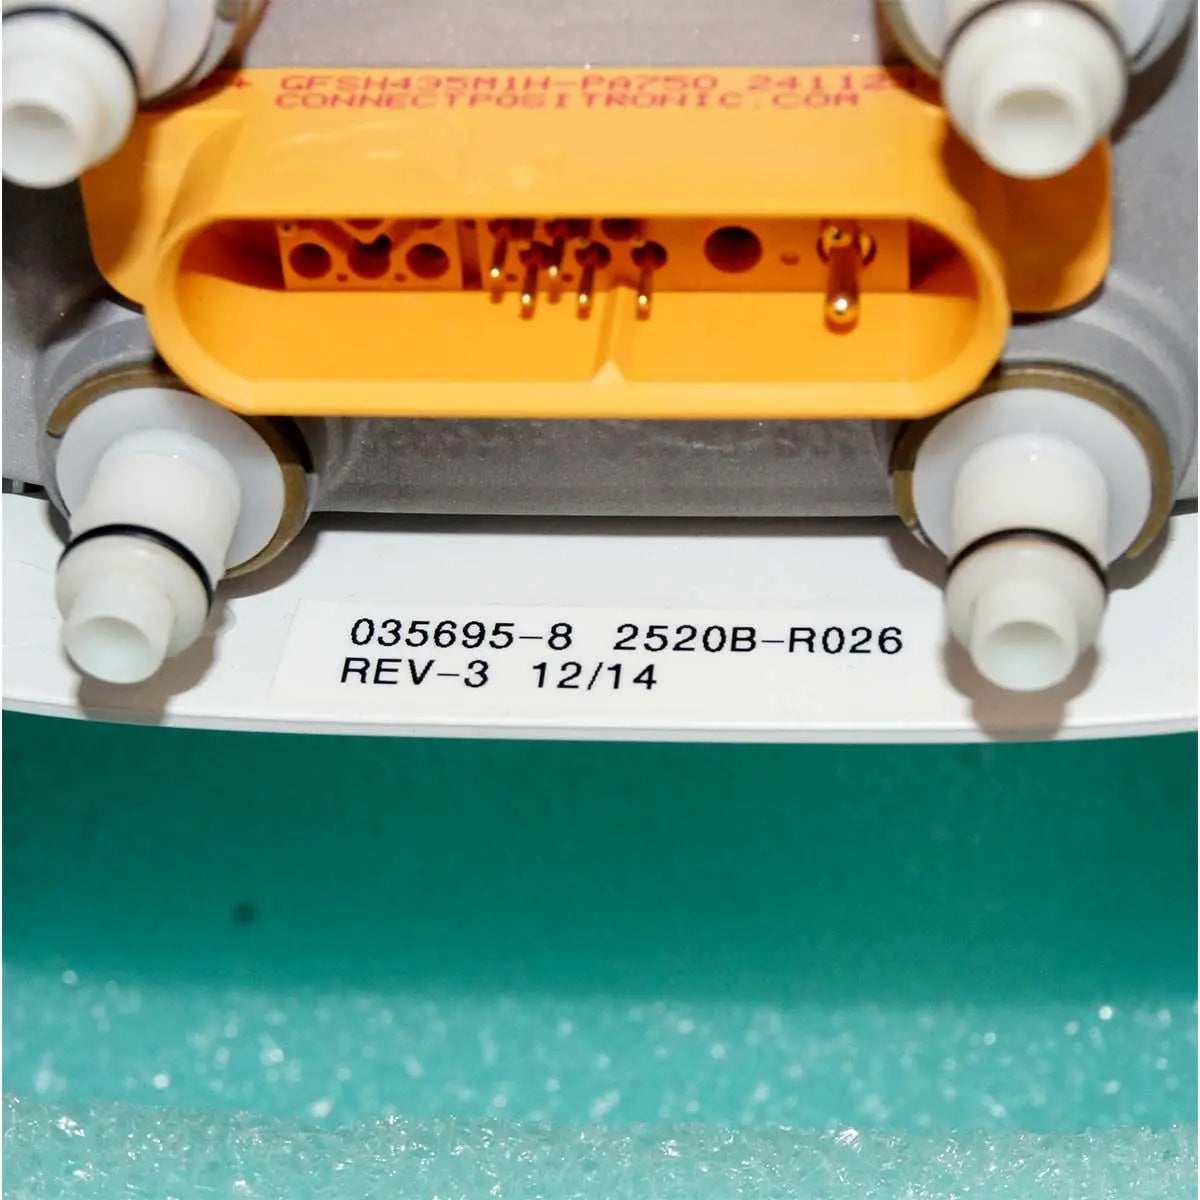 GFSH435M1H-PA750 24112
CONNECTPOSITRONIC.COM
035695-8 2520B-R026
REV-3 12/14